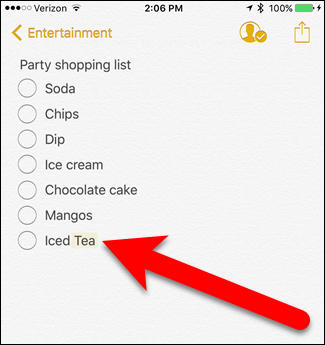 Verizon 2:06 PM 100%
Entertainment
Party shopping list
Soda
Chips
Dip
Ice cream
Chocolate cake
Mangos
Iced Tea